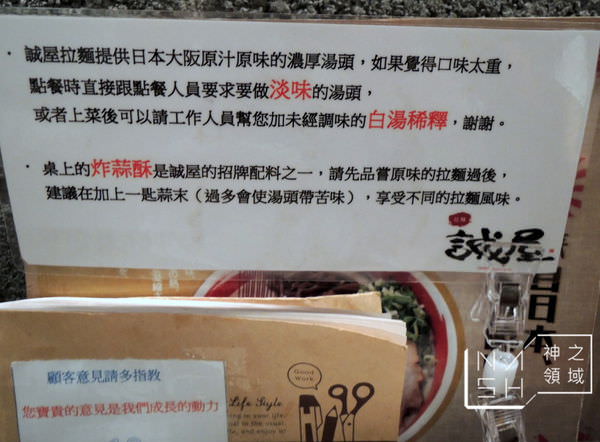 · 誠屋拉麵提供日本大阪原汁原味的濃厚湯頭，如果覺得口味太重，
點餐時直接跟點餐人員要求要做淡味的湯頭，
或者上菜後可以請工作人員幫您加未經調味的白湯稀釋，謝謝。
· 桌上的炸蒜酥是誠屋的招牌配料之一，請先品嘗原味的拉麵過後，
建議在加上一匙蒜末（過多會使湯頭帶苦味），享受不同的拉麵風味。
誠屋
日本
神之領域
NMSH
Good Work
顧客意見請多指教
您寶貴的意見是我們成長的動力
Life Style